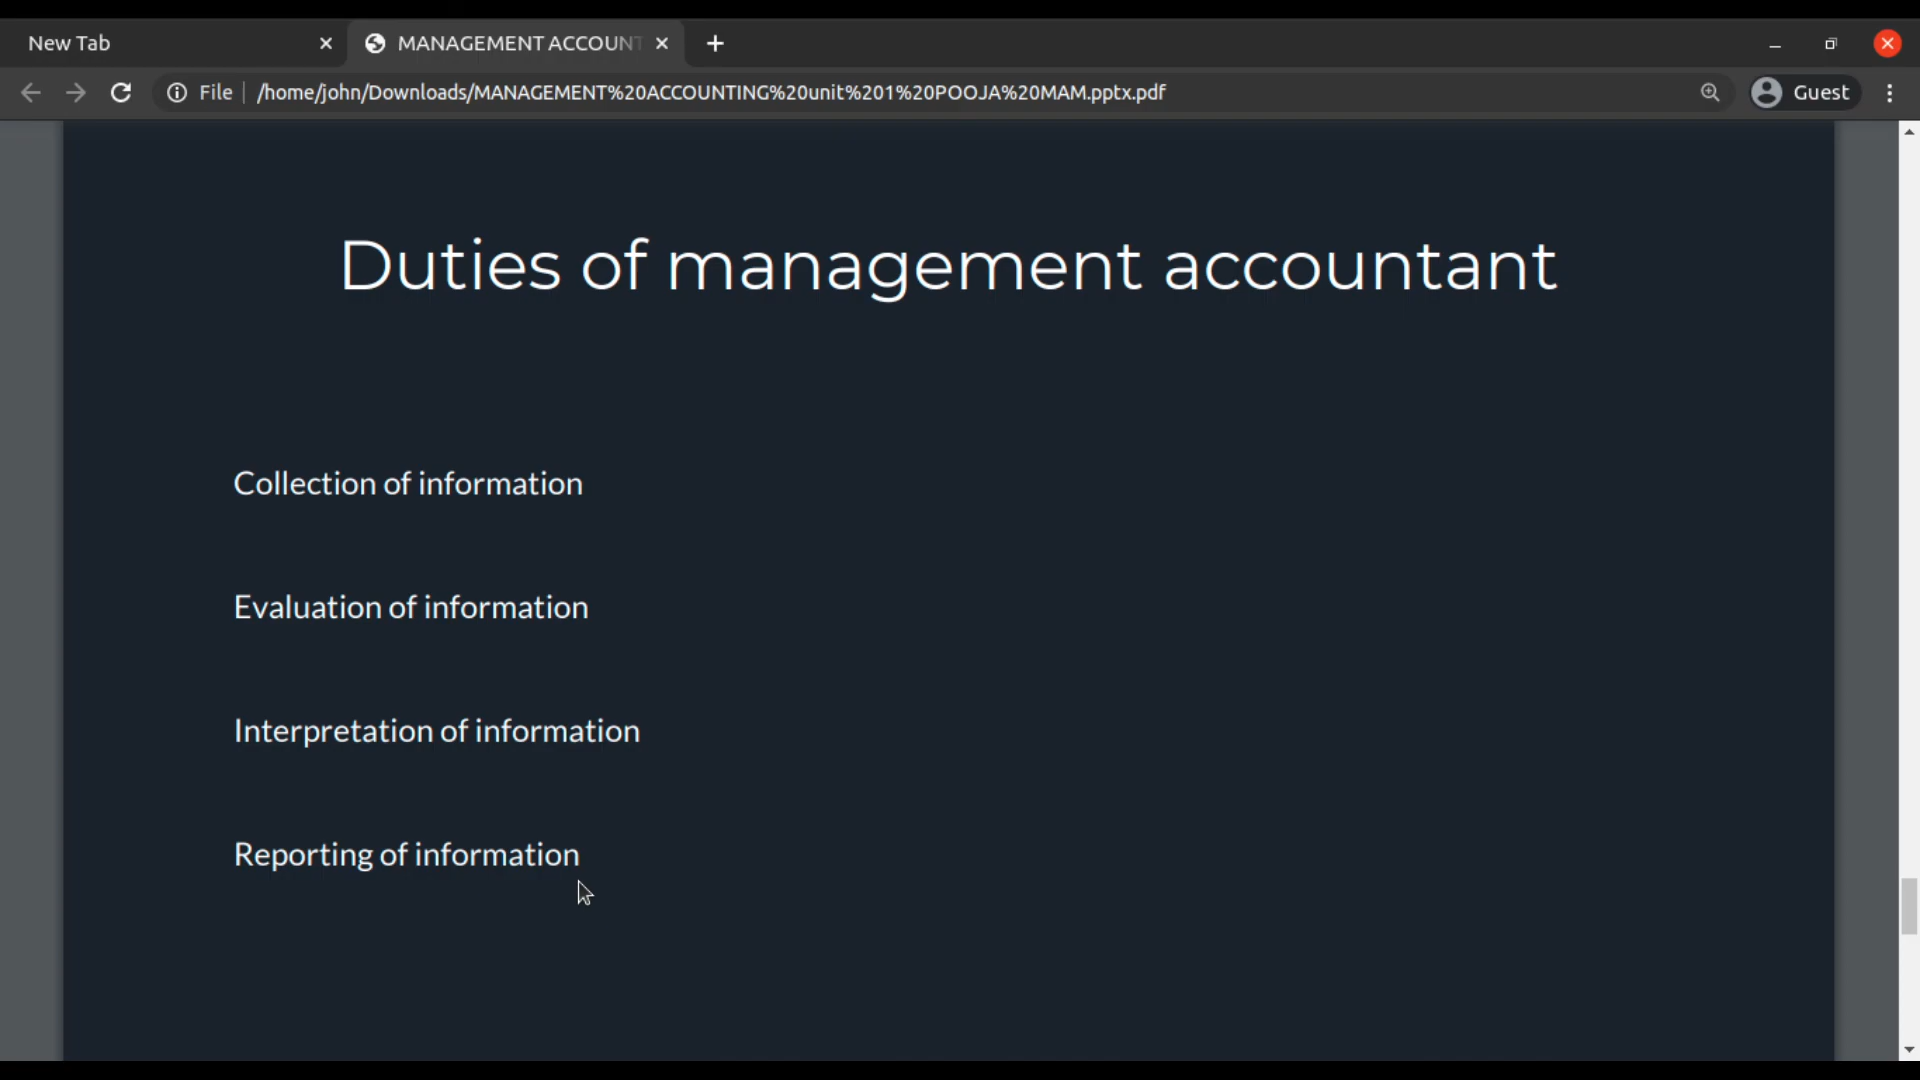 New Tab
MANAGEMENT ACCOUNT
File
/home/john/Downloads/MANAGEMENT%20ACCOUNTING%20unit%201%20POOJA%20MAM.pptx.pdf
Guest
Duties of management accountant
Collection of information
Evaluation of information
Interpretation of information
Reporting of information